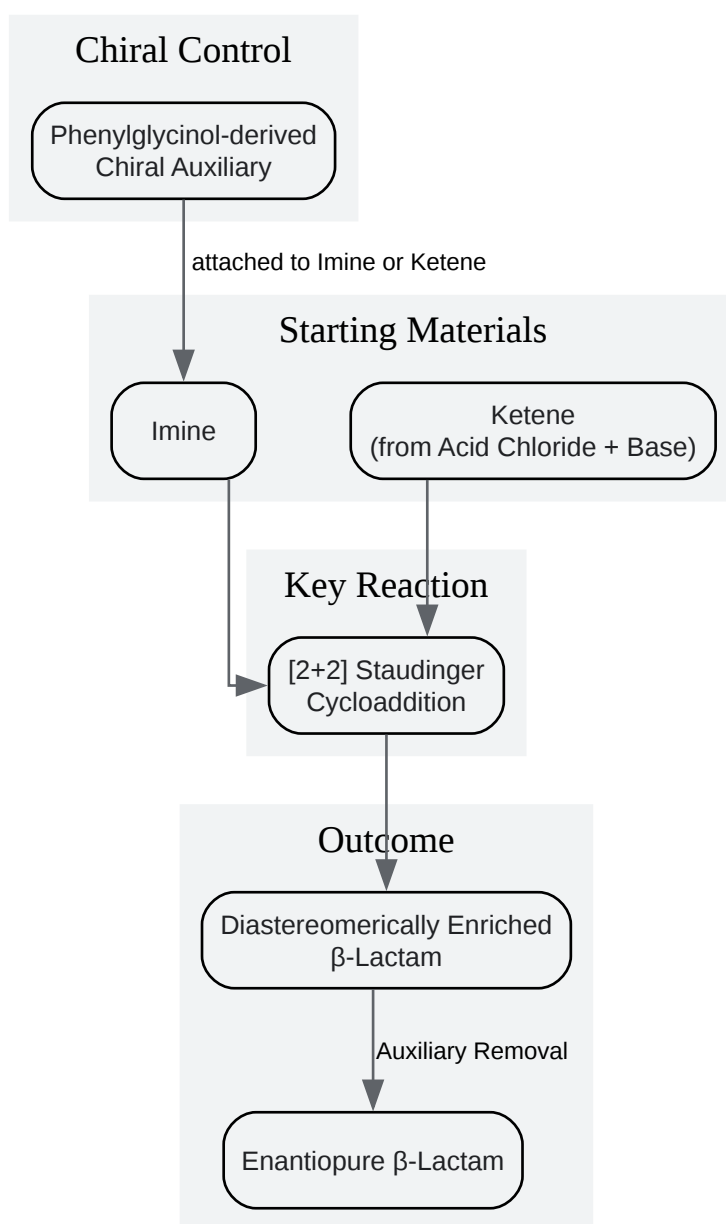 Chiral Control
Phenylglycinol-derived
Chiral Auxiliary
attached to Imine or Ketene
Starting Materials
Imine
Ketene
(from Acid Chloride + Base)
Key Reaction
[2+2] Staudinger
Cycloaddition
Outcome
Diastereomerically Enriched
β-Lactam
Auxiliary Removal
Enantiopure β-Lactam